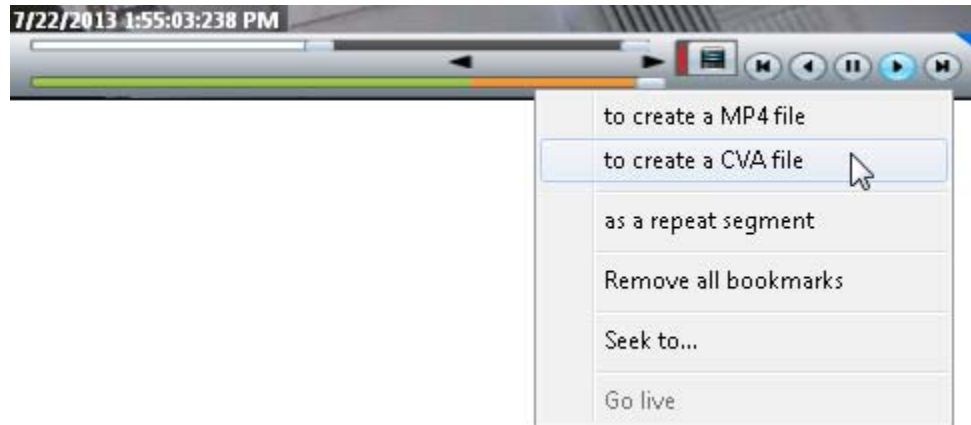 7/22/2013 1:55:03:238 PM
to create a MP4 file
to create a CVA file
as a repeat segment
Remove all bookmarks
Seek to...
Go live